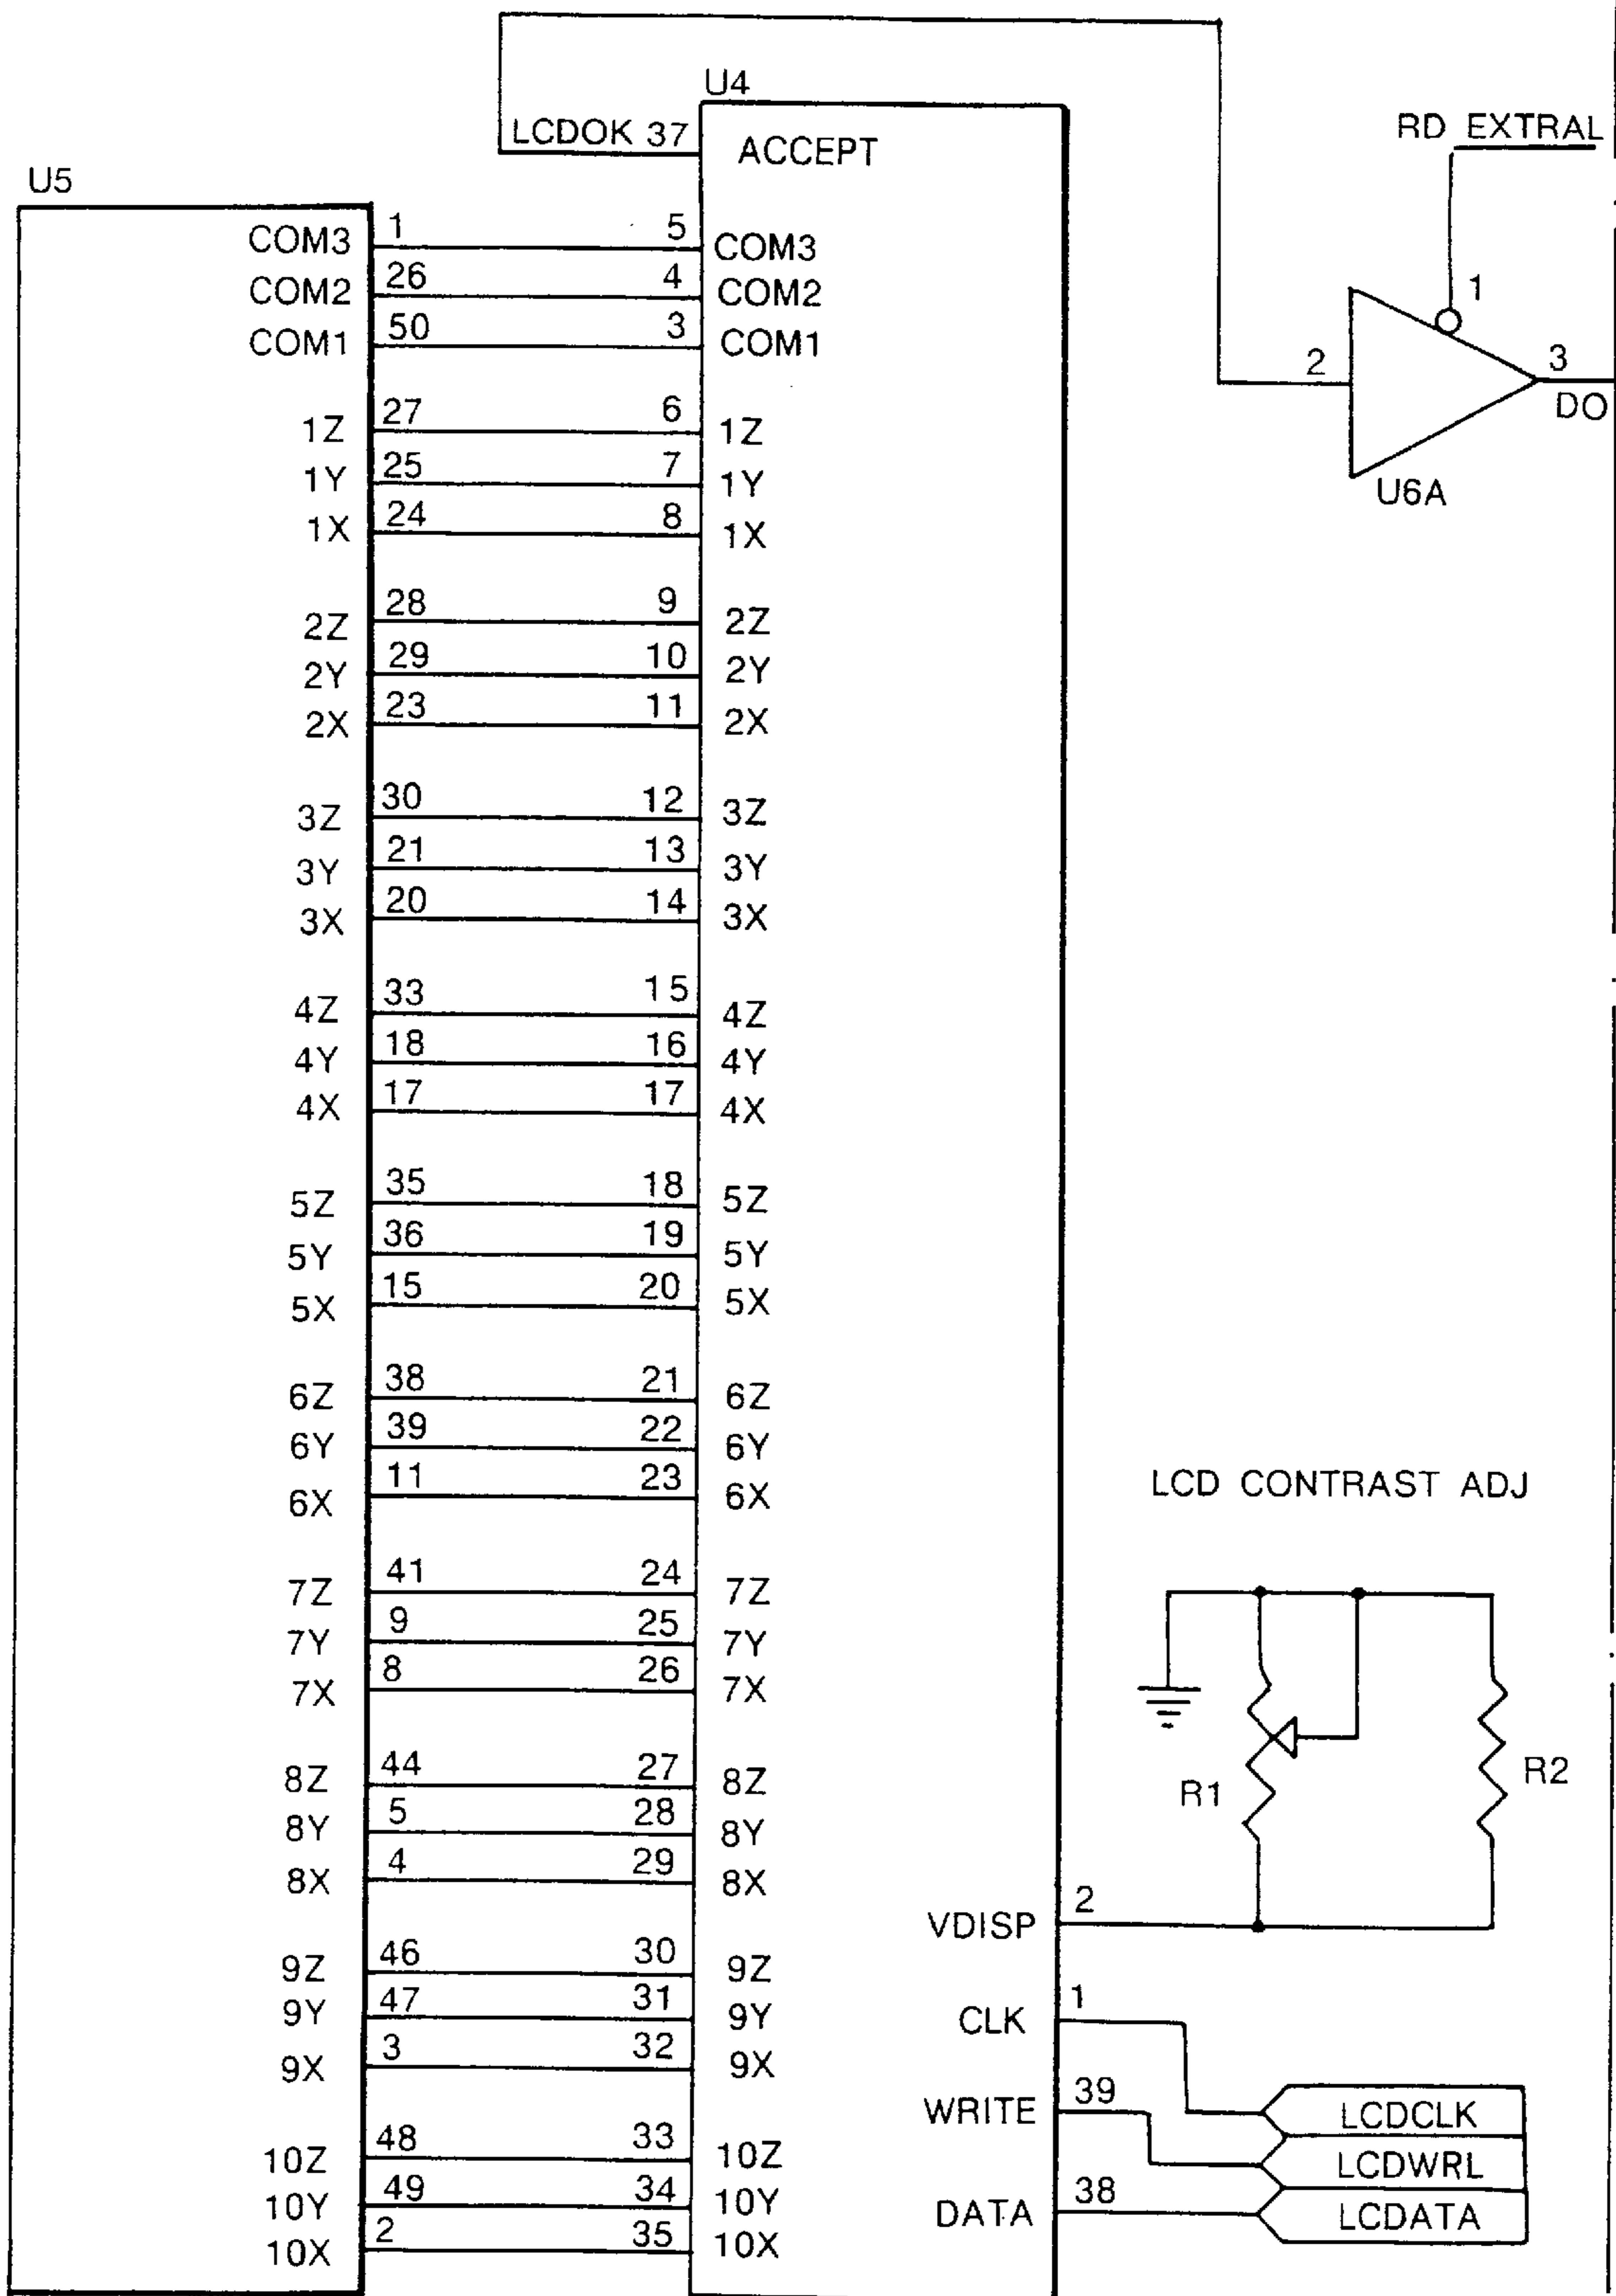 U4
LCDOK 37 ACCEPT
RD EXTRAL
U5
COM3 1 5 COM3
COM2 26 4 COM2
COM1 50 3 COM1
1
2
3
DO
U6A
1Z 27 6 1Z
1Y 25 7 1Y
1X 24 8 1X
2Z 28 9 2Z
2Y 29 10 2Y
2X 23 11 2X
3Z 30 12 3Z
3Y 21 13 3Y
3X 20 14 3X
4Z 33 15 4Z
4Y 18 16 4Y
4X 17 17 4X
5Z 35 18 5Z
5Y 36 19 5Y
5X 15 20 5X
6Z 38 21 6Z
6Y 39 22 6Y
6X 11 23 6X
7Z 41 24 7Z
7Y 9 25 7Y
7X 8 26 7X
8Z 44 27 8Z
8Y 5 28 8Y
8X 4 29 8X
9Z 46 30 9Z
9Y 47 31 9Y
9X 3 32 9X
10Z 48 33 10Z
10Y 49 34 10Y
10X 2 35 10X
LCD CONTRAST ADJ
R1
R2
VDISP 2
CLK 1
WRITE 39
DATA 38
LCDCLK
LCDWRL
LCDATA